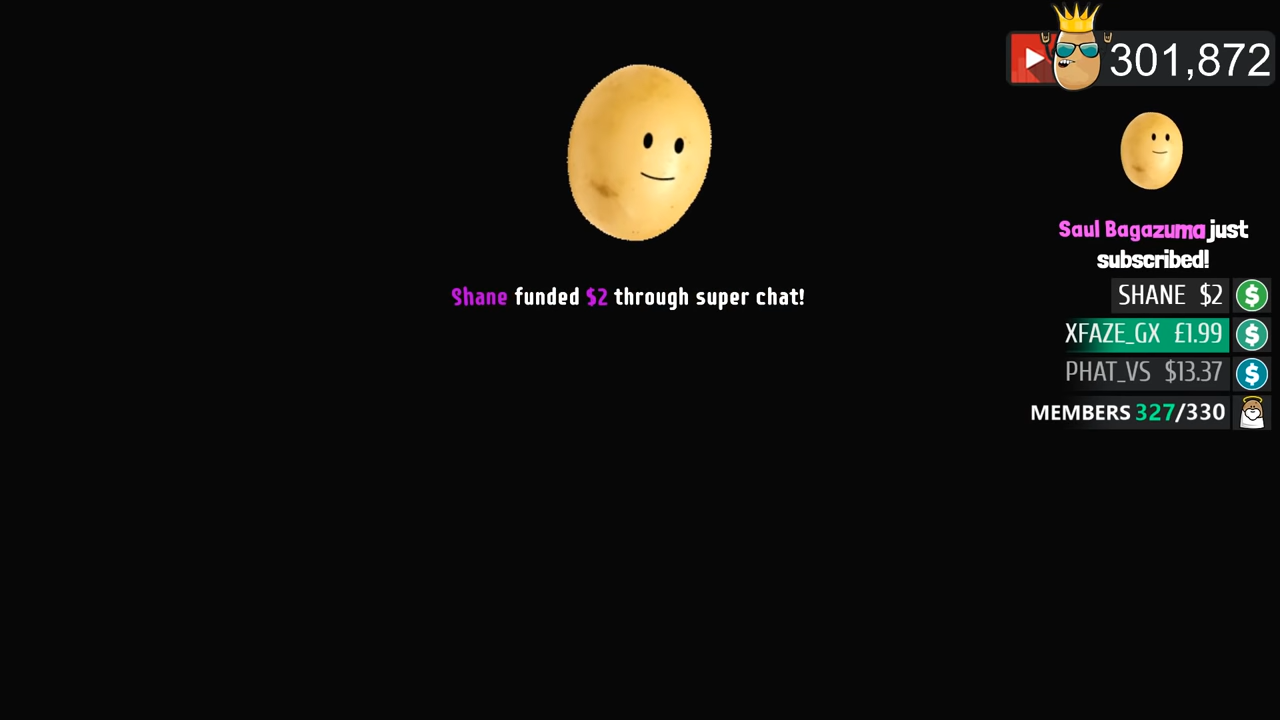 301,872
Shane funded $2 through super chat!
Saul Bagazuma just
subscribed!
SHANE $2
XFAZE_GX £1.99
PHAT_VS $13.37
MEMBERS 327/330